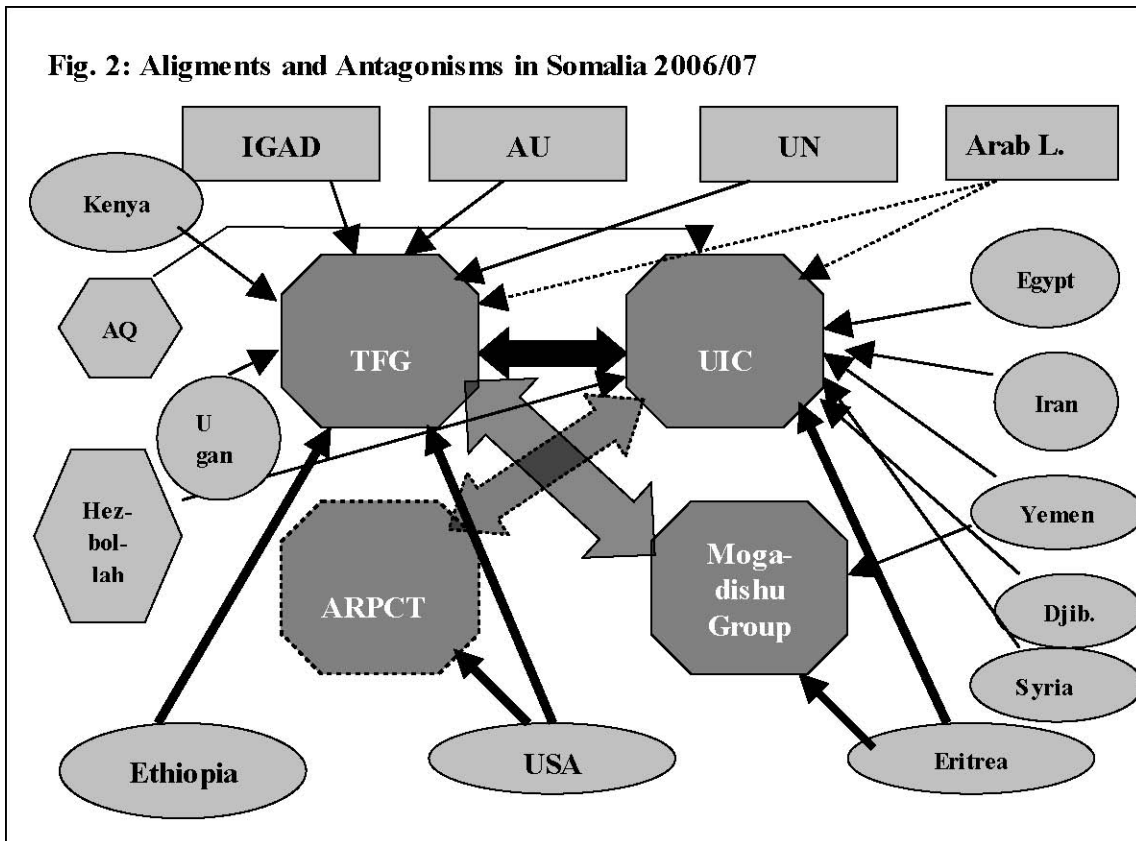 Fig. 2: Aligments and Antagonisms in Somalia 2006/07
IGAD
AU
UN
Arab L.
Kenya
Egypt
AQ
TFG
UIC
Iran
U
gan
Hez-
bol-
lah
Yemen
ARPCT
Moga-
dishu
Group
Djib.
Syria
Ethiopia
USA
Eritrea